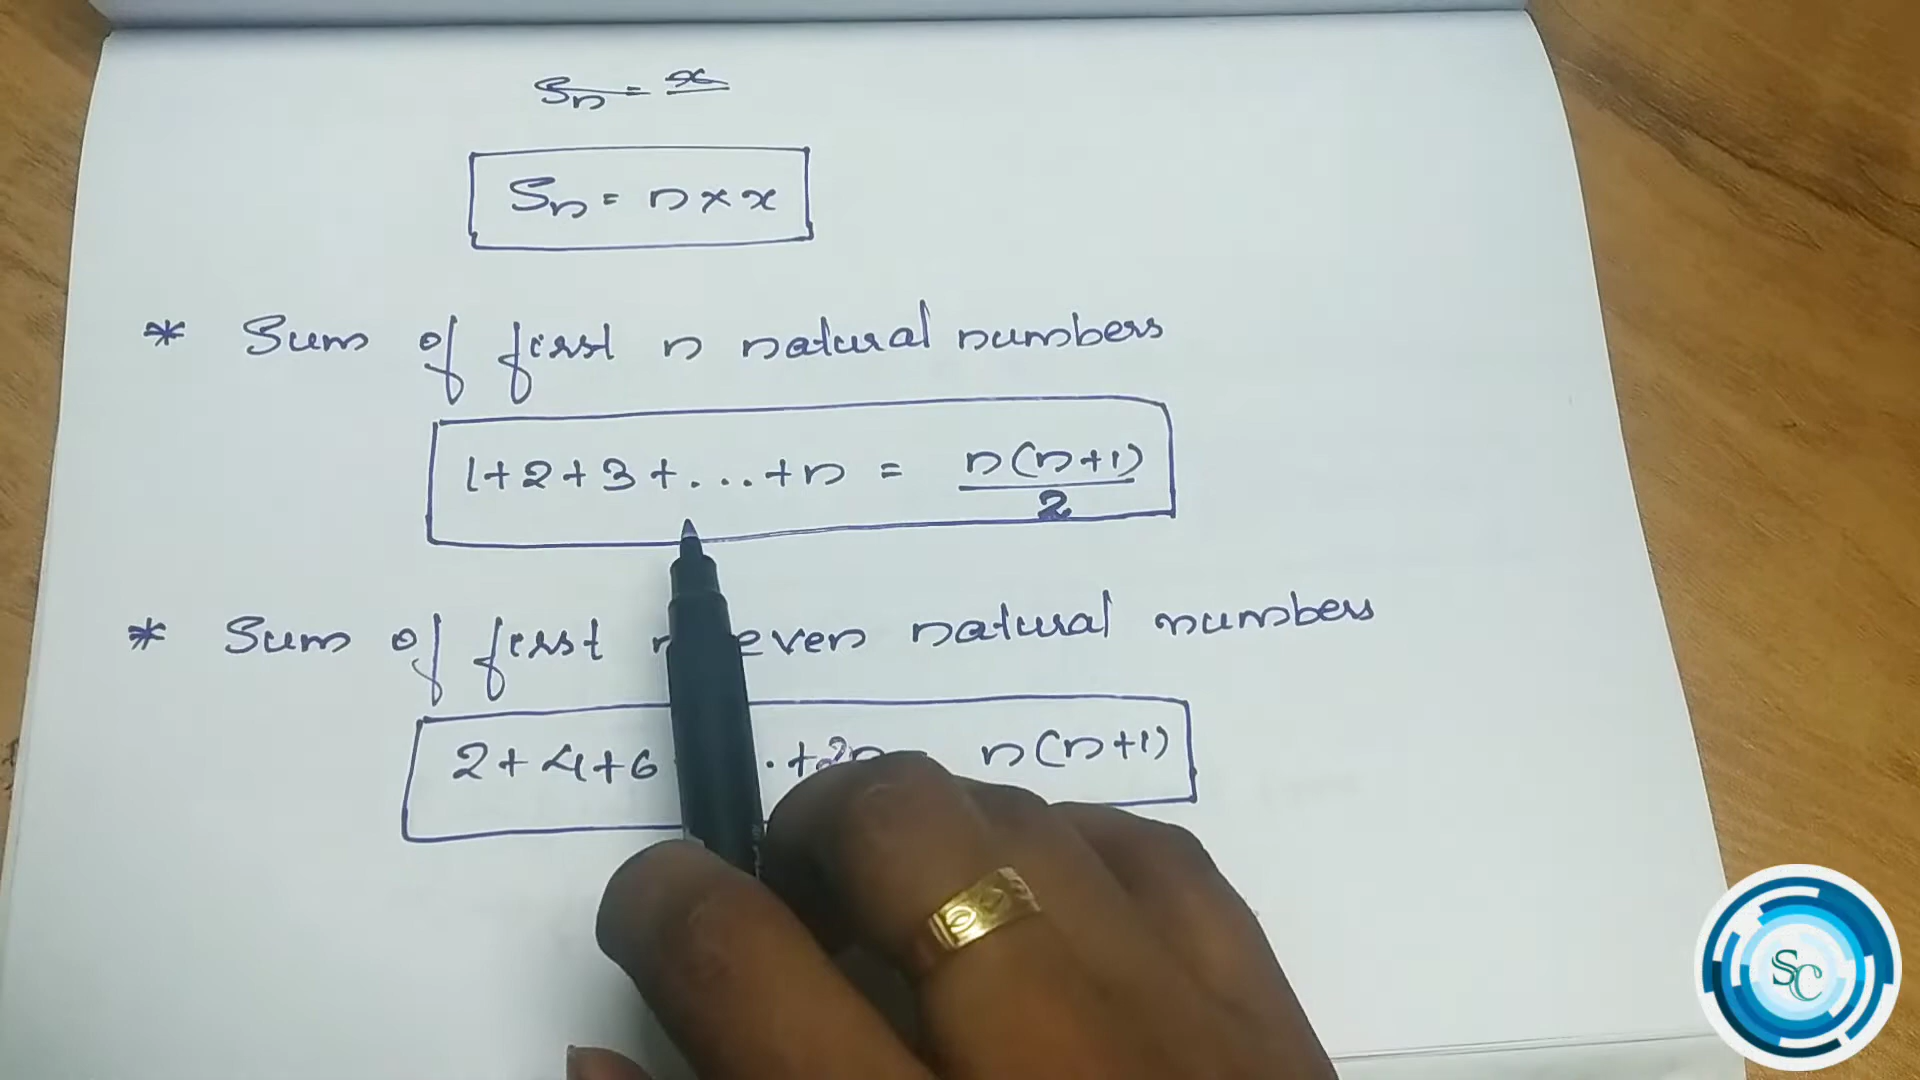 Sn = x
Sn = n × x
* Sum of first n natural numbers
1+2+3+...+n = n(n+1)/2
* Sum of first n even natural numbers
2+4+6 ..+2n n(n+1)
SC